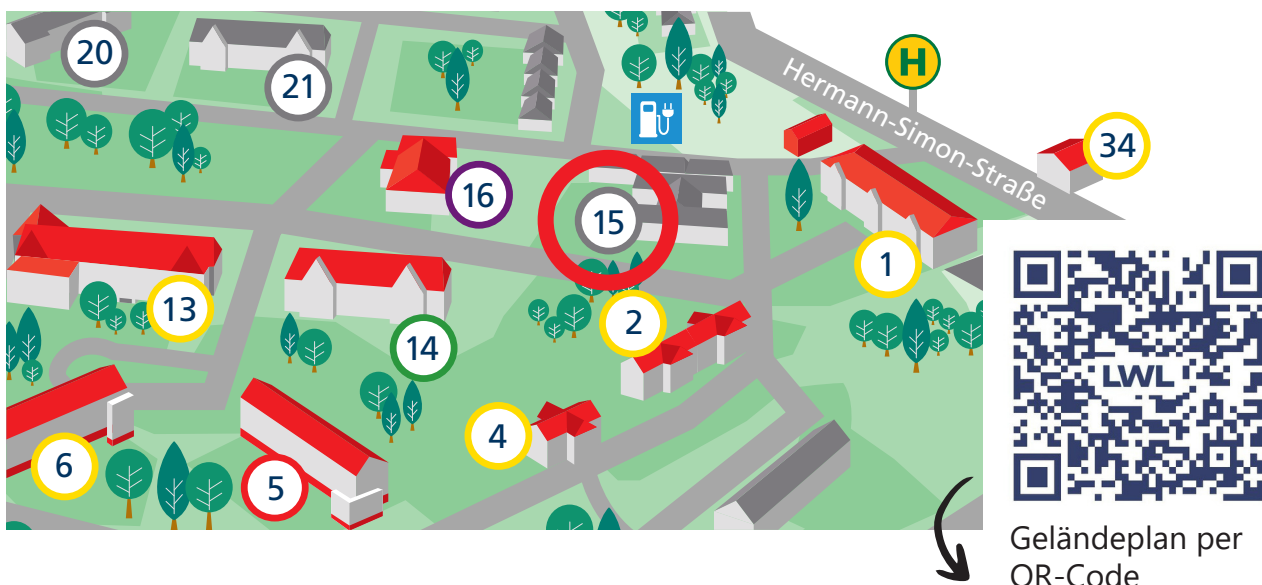 20
21
H
Hermann-Simon-Straße
34
16
15
1
13
2
14
LWL
4
6
5
Geländeplan per
QR-Code